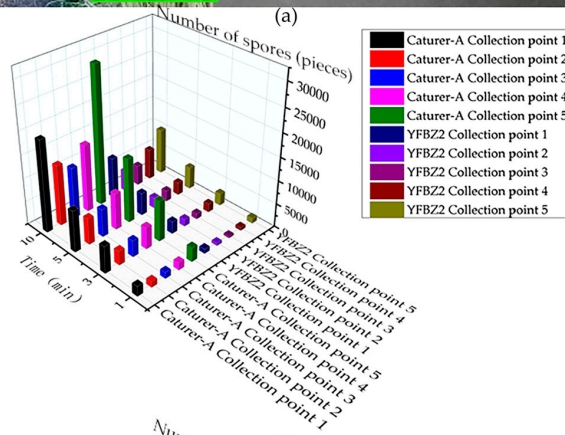 (a)
Number of spores (pieces)
30000
25000
20000
15000
10000
5000
0
10
5
3
1
Time (min)
YFBZ2 Collection point 5
YFBZ2 Collection point 4
YFBZ2 Collection point 3
YFBZ2 Collection point 2
YFBZ2 Collection point 1
Caturer-A Collection point 5
Caturer-A Collection point 4
Caturer-A Collection point 3
Caturer-A Collection point 2
Caturer-A Collection point 1
Caturer-A Collection point 1
Caturer-A Collection point 2
Caturer-A Collection point 3
Caturer-A Collection point 4
Caturer-A Collection point 5
YFBZ2 Collection point 1
YFBZ2 Collection point 2
YFBZ2 Collection point 3
YFBZ2 Collection point 4
YFBZ2 Collection point 5